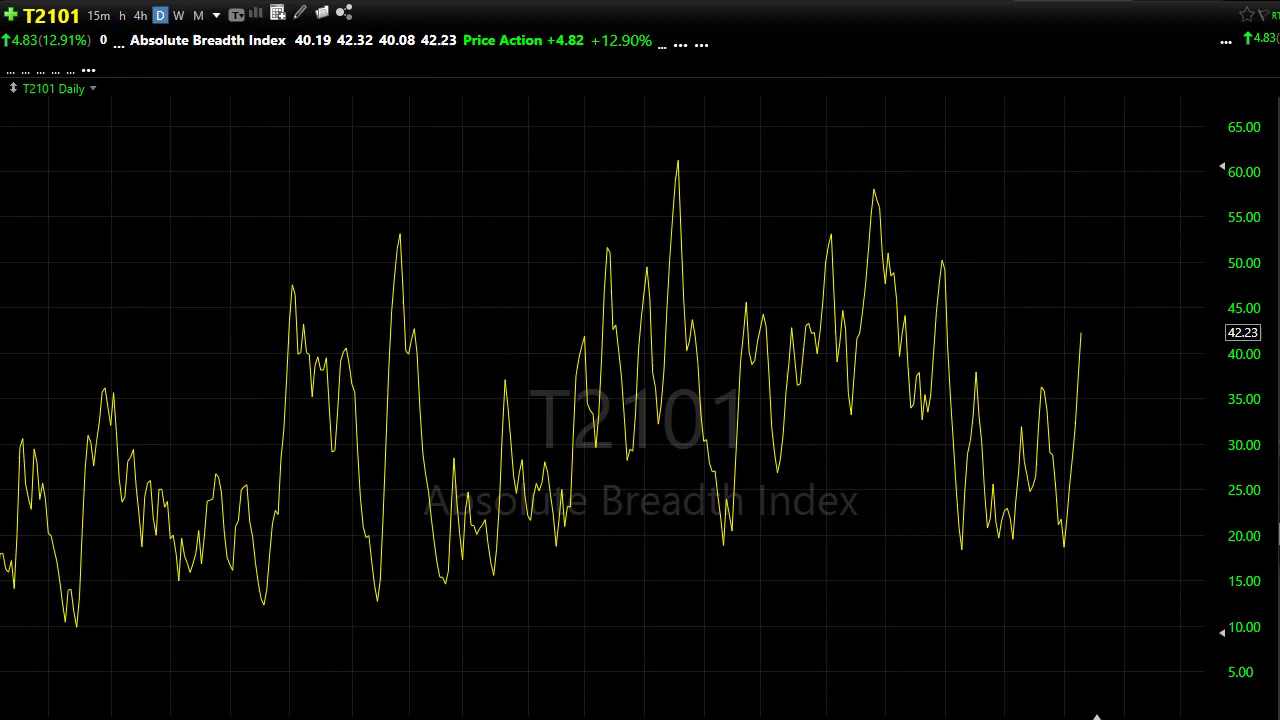 T2101 15m h 4h D W M T
4.83(12.91%) 0 ... Absolute Breadth Index 40.19 42.32 40.08 42.23 Price Action +4.82 +12.90% ... ... ... ... 4.83(
... ... ... ... ... ...
T2101 Daily
65.00
60.00
55.00
50.00
45.00
42.23
40.00
35.00
T2101
30.00
25.00
Absolute Breadth Index
20.00
15.00
10.00
5.00